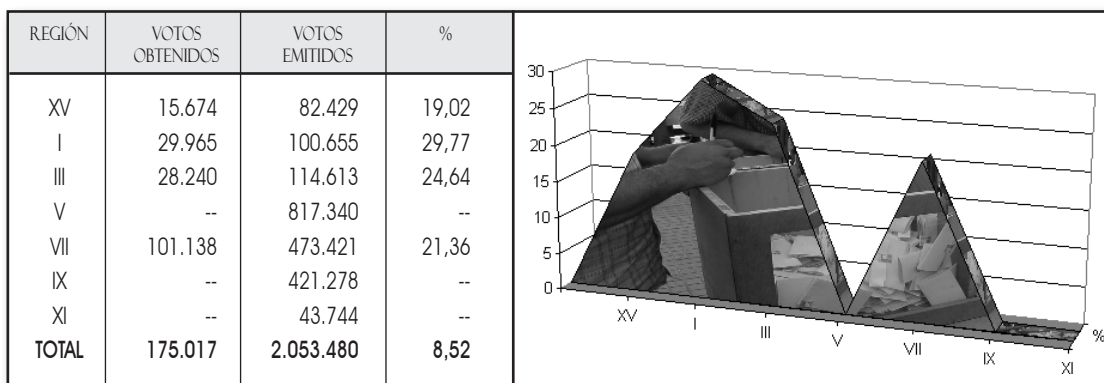 REGIÓN VOTOS OBTENIDOS VOTOS EMITIDOS %
XV 15.674 82.429 19,02
I 29.965 100.655 29,77
III 28.240 114.613 24,64
V -- 817.340 --
VII 101.138 473.421 21,36
IX -- 421.278 --
XI -- 43.744 --
TOTAL 175.017 2.053.480 8,52
30
25
20
15
10
5
0
XV I III V VII IX XI
%